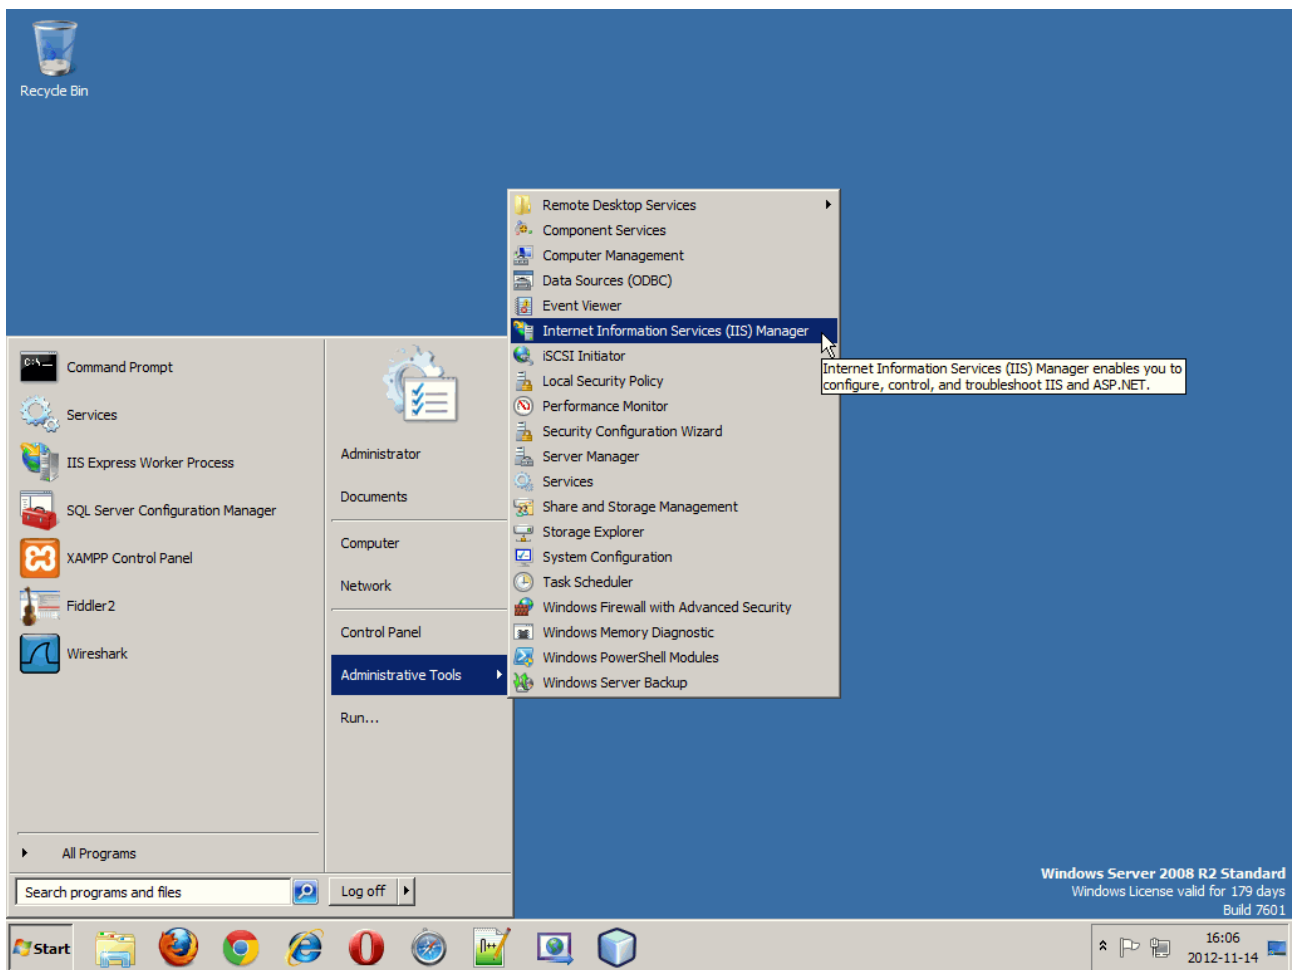 Recycle Bin
Remote Desktop Services
Component Services
Computer Management
Data Sources (ODBC)
Event Viewer
Internet Information Services (IIS) Manager
iSCSI Initiator
Local Security Policy
Performance Monitor
Security Configuration Wizard
Server Manager
Services
Share and Storage Management
Storage Explorer
System Configuration
Task Scheduler
Windows Firewall with Advanced Security
Windows Memory Diagnostic
Windows PowerShell Modules
Windows Server Backup
Internet Information Services (IIS) Manager enables you to
configure, control, and troubleshoot IIS and ASP.NET.
Command Prompt
Services
IIS Express Worker Process
SQL Server Configuration Manager
XAMPP Control Panel
Fiddler2
Wireshark
All Programs
Search programs and files
Administrator
Documents
Computer
Network
Control Panel
Administrative Tools
Run...
Log off
Windows Server 2008 R2 Standard
Windows License valid for 179 days
Build 7601
Start
16:06
2012-11-14